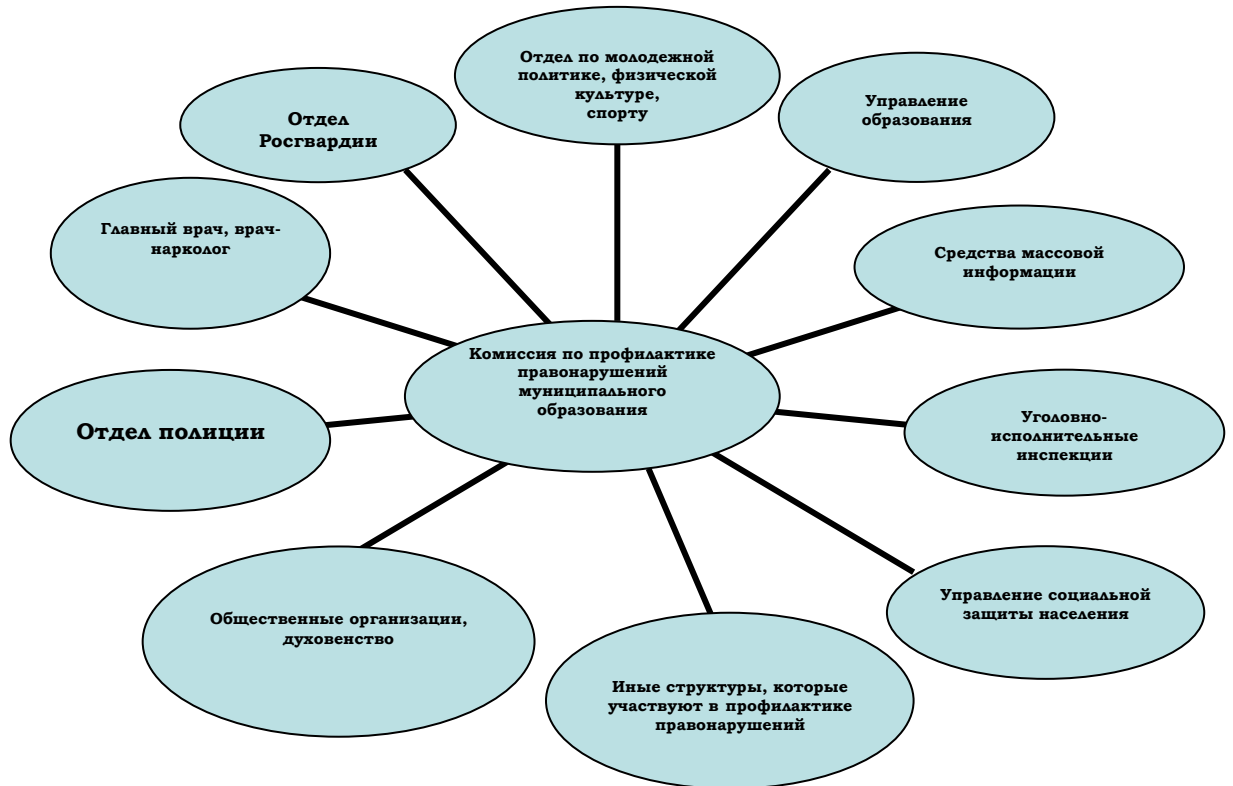 Отдел по молодежной
политике, физической
культуре,
спорту
Управление
образования
Отдел
Росгвардии
Главный врач, врач-
нарколог
Средства массовой
информации
Комиссия по профилактике
правонарушений
муниципального
образования
Отдел полиции
Уголовно-
исполнительные
инспекции
Управление социальной
защиты населения
Общественные организации,
духовенство
Иные структуры, которые
участвуют в профилактике
правонарушений